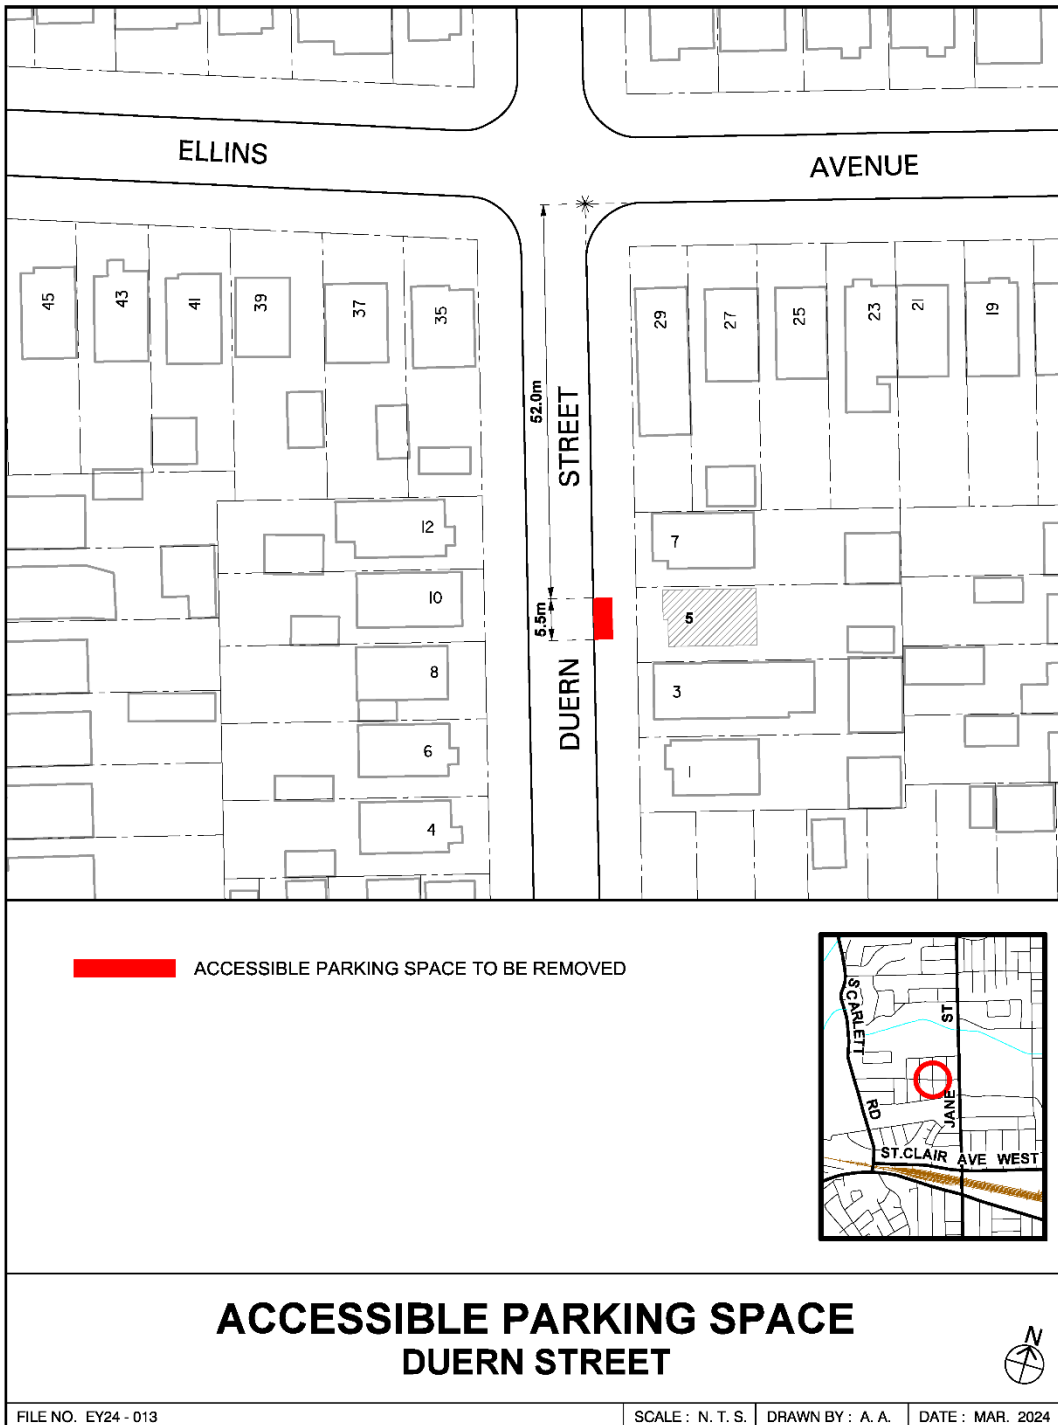 ELLINS
AVENUE
45
43
41
39
37
35
29
27
25
23
21
19
52.0m
STREET
12
7
10
5.5m
5
8
DUERN
3
6
1
4
ACCESSIBLE PARKING SPACE TO BE REMOVED
SCARLETT
RD
ST
JANE
ST.CLAIR AVE WEST
ACCESSIBLE PARKING SPACE
DUERN STREET
N
FILE NO. EY24 - 013
SCALE : N. T. S.
DRAWN BY : A. A.
DATE : MAR. 2024